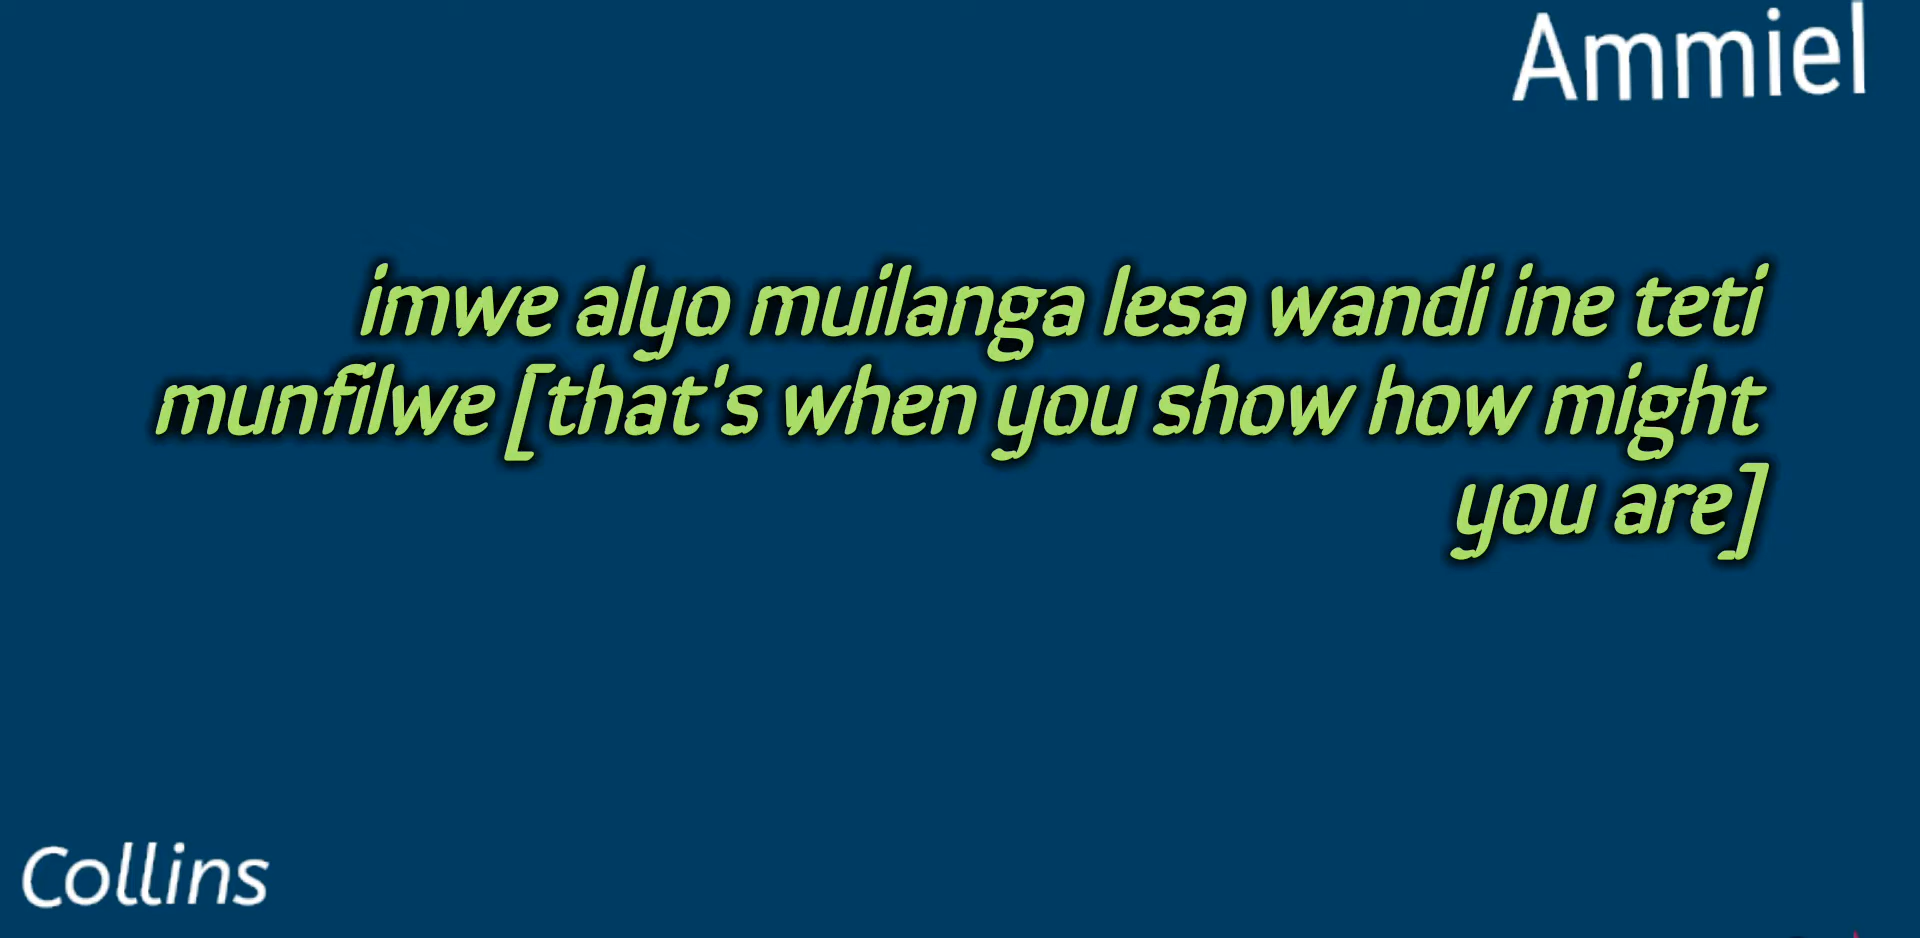 Ammiel
imwe alyo muilanga lesa wandi ine teti
munfilwe [that's when you show how might
you are]
Collins